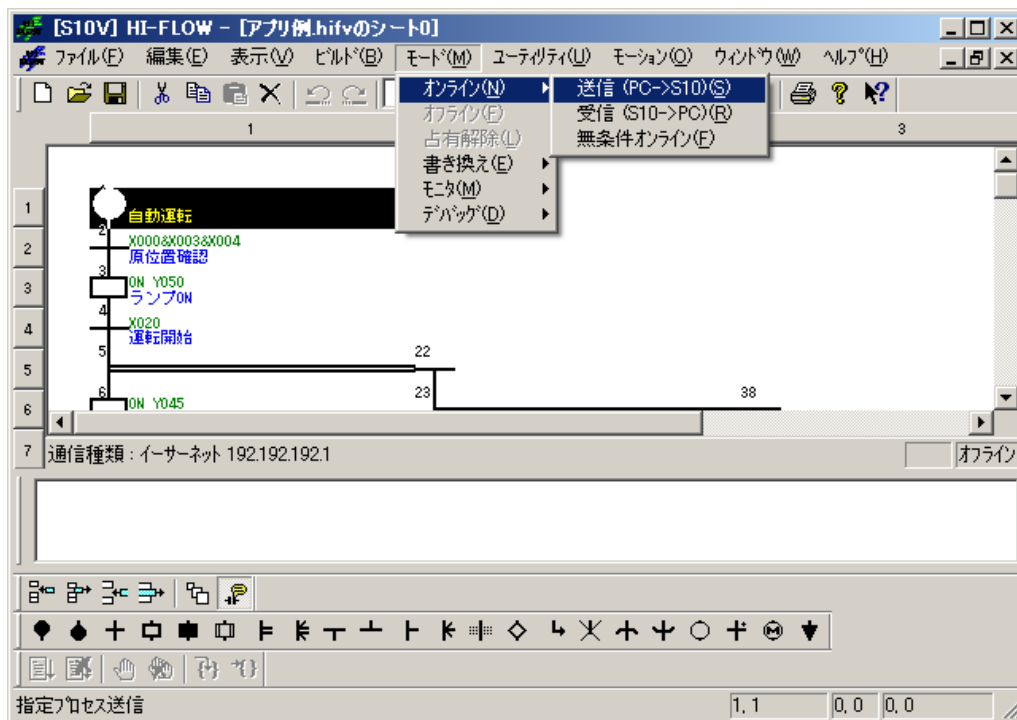 [S10V] HI-FLOW - [アプリ例.hifvのシート0]
ファイル(F) 編集(E) 表示(V) ビルド(B) モード(M) ユーティリティ(U) モーション(O) ウィンドウ(W) ヘルプ(H)
オンライン(N)
オフライン(F)
占有解除(L)
書き換え(E)
モニタ(M)
デバッグ(D)
送信 (PC->S10)(S)
受信 (S10->PC)(R)
無条件オンライン(F)
1 3
1
自動運転
2
2
X000&X003&X004
原位置確認
3
3
ON Y050
ランプON
4
4
X020
運転開始
5 22
5
6 23 38
6
ON Y045
7
通信種類 : イーサーネット 192.192.192.1
オフライン
指定プロセス送信
1, 1 0, 0 0, 0